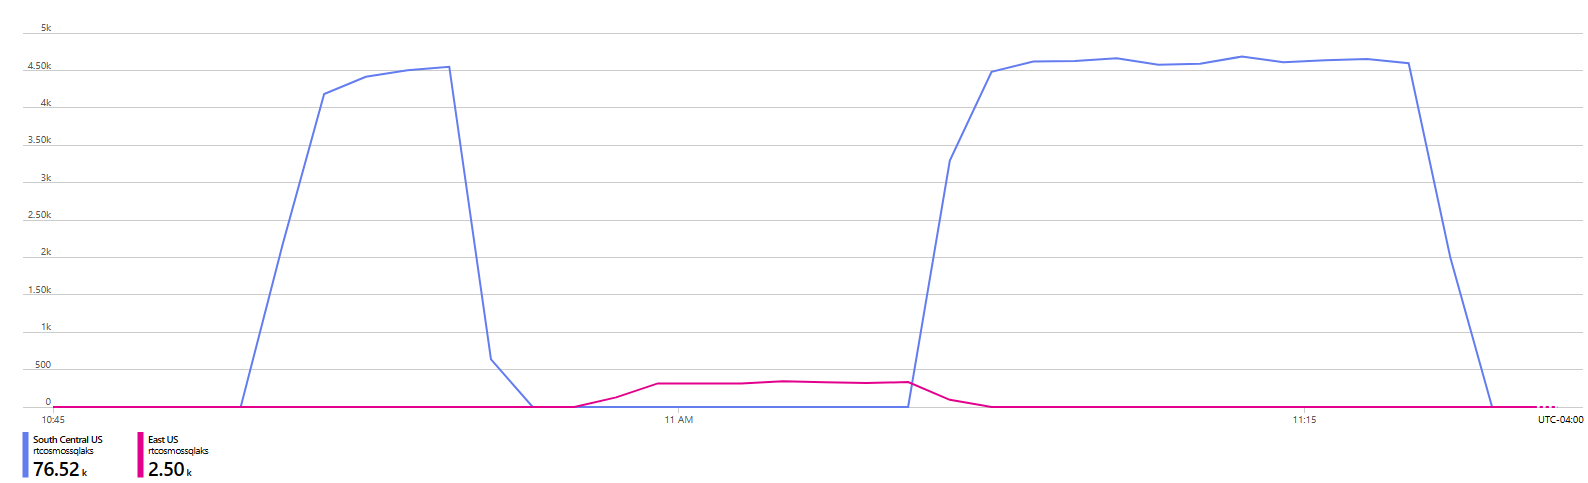 5k
4.50k
4k
3.50k
3k
2.50k
2k
1.50k
1k
500
0
10:45
11 AM
11:15
UTC-04:00
South Central US
rtcosmossqlaks
76.52 k
East US
rtcosmossqlaks
2.50 k